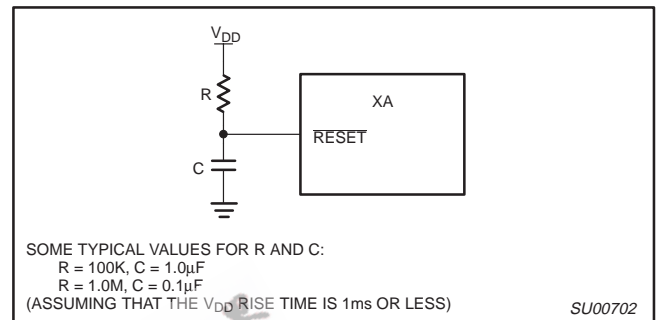 VDD
R
XA
RESET
C
SOME TYPICAL VALUES FOR R AND C:
R = 100K, C = 1.0μF
R = 1.0M, C = 0.1μF
(ASSUMING THAT THE VDD RISE TIME IS 1ms OR LESS)
SU00702